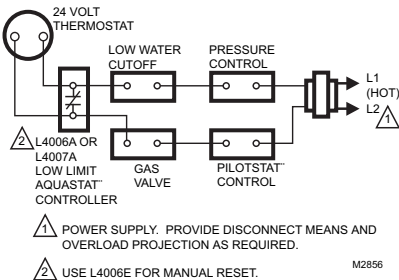 24 VOLT
THERMOSTAT
LOW WATER
CUTOFF
PRESSURE
CONTROL
L1
(HOT)
L2
1
2
L4006A OR
L4007A
LOW LIMIT
AQUASTAT¨
CONTROLLER
GAS
VALVE
PILOTSTAT¨
CONTROL
1 POWER SUPPLY. PROVIDE DISCONNECT MEANS AND
OVERLOAD PROJECTION AS REQUIRED.
2 USE L4006E FOR MANUAL RESET.
M2856